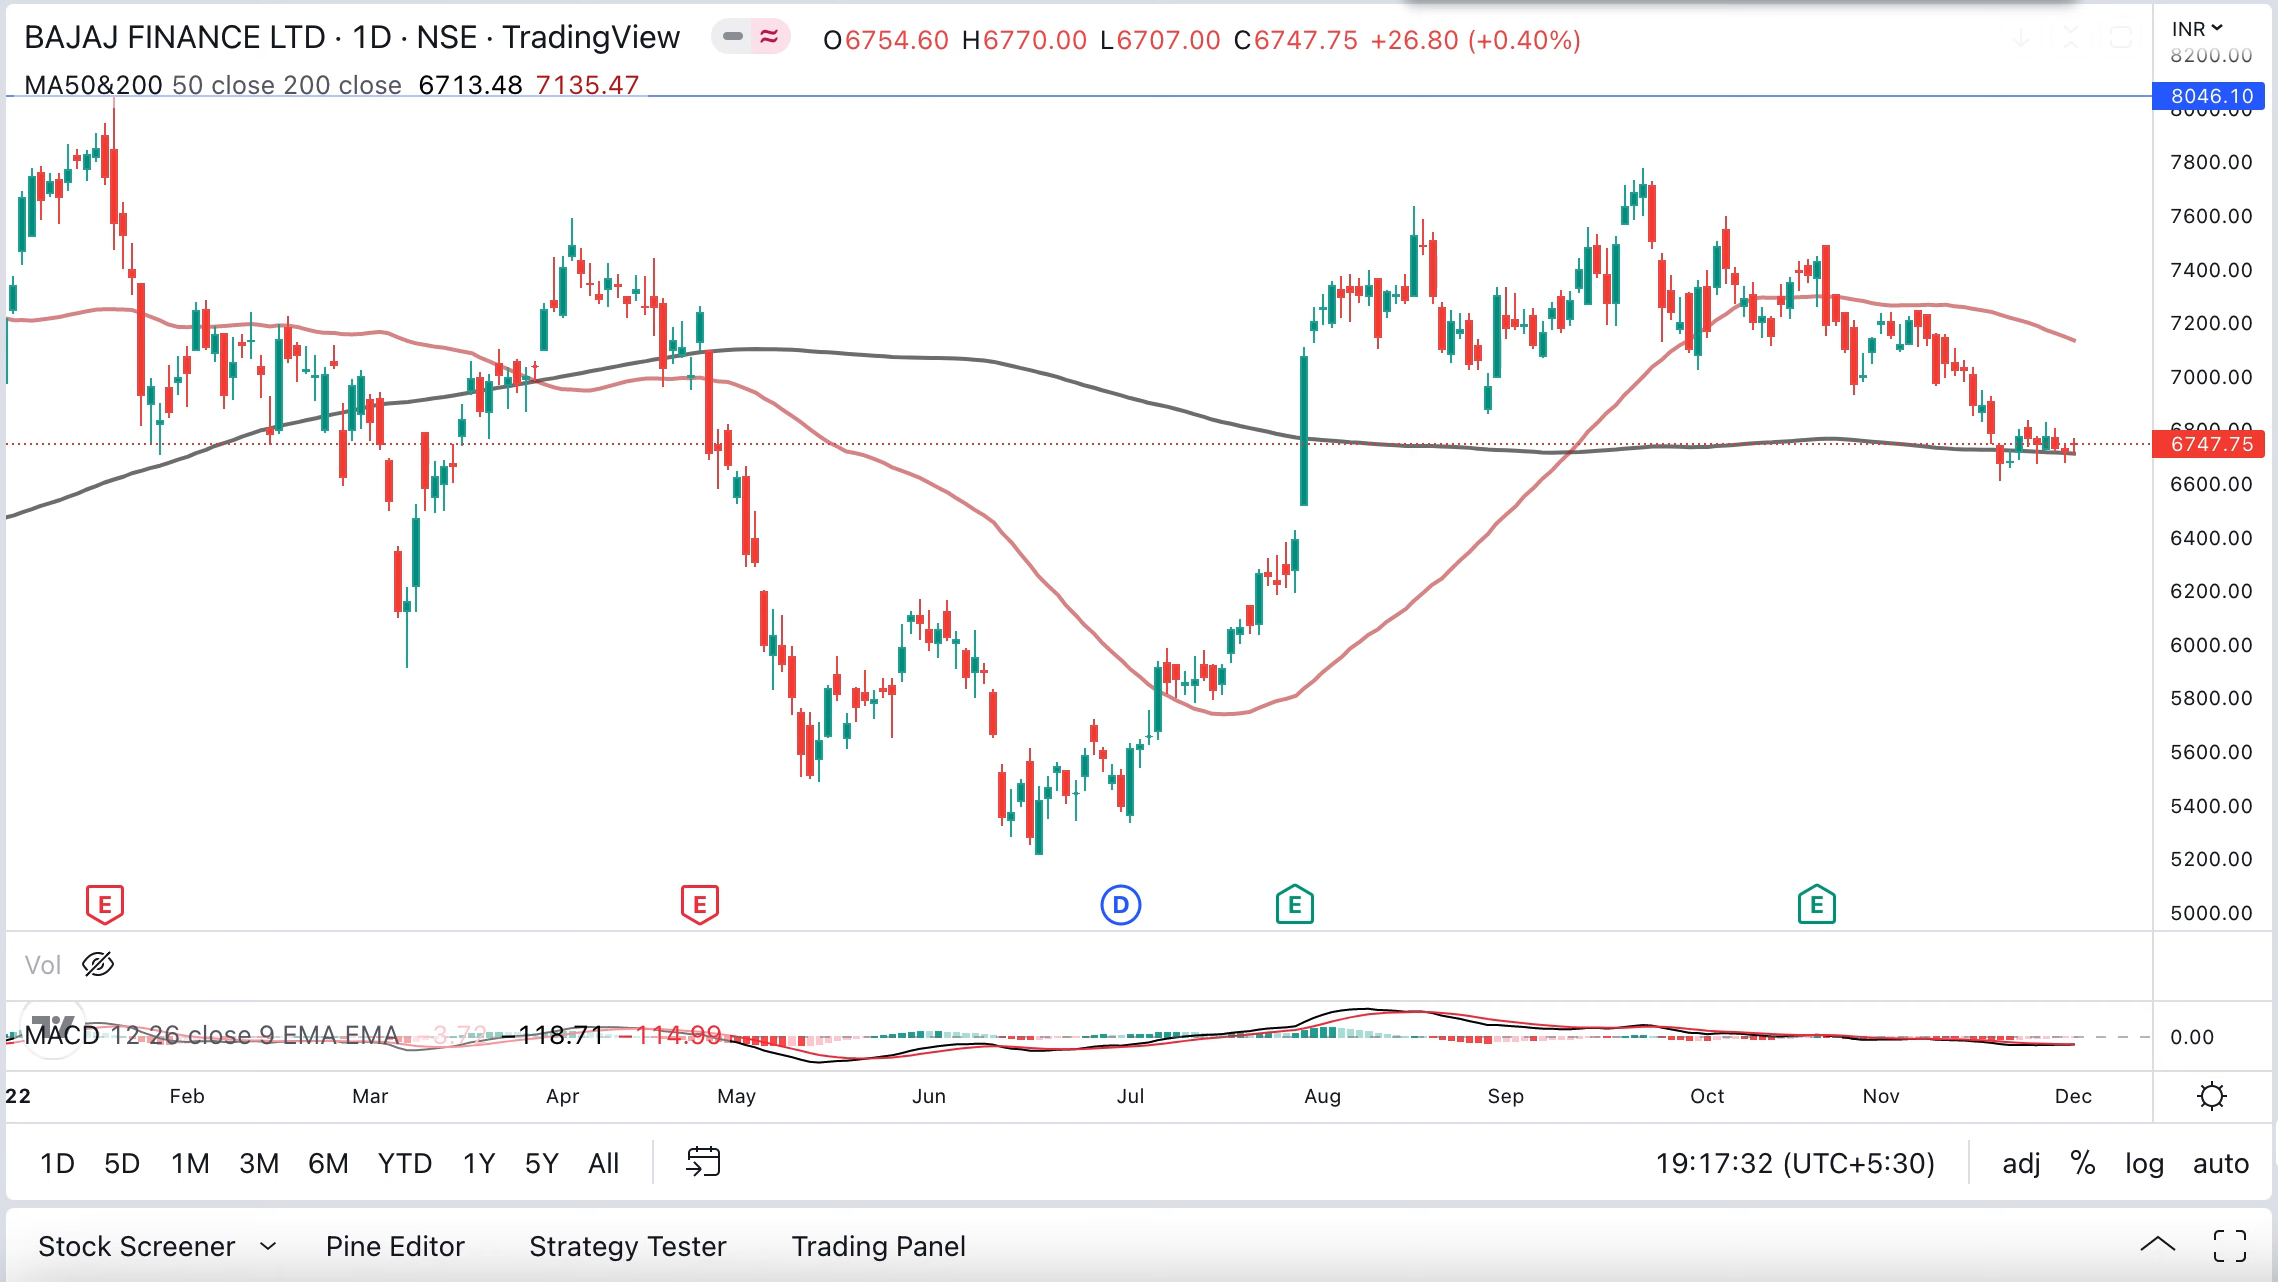 BAJAJ FINANCE LTD · 1D · NSE · TradingView O6754.60 H6770.00 L6707.00 C6747.75 +26.80 (+0.40%)
INR
MA50&200 50 close 200 close 6713.48 7135.47
8200.00
8046.10
8000.00
7800.00
7600.00
7400.00
7200.00
7000.00
6800.00
6747.75
6600.00
6400.00
6200.00
6000.00
5800.00
5600.00
5400.00
5200.00
5000.00
E E D E E
Vol
MACD 12 26 close 9 EMA EMA −3.72 −118.71 −114.99
0.00
22 Feb Mar Apr May Jun Jul Aug Sep Oct Nov Dec
1D 5D 1M 3M 6M YTD 1Y 5Y All 19:17:32 (UTC+5:30) adj % log auto
Stock Screener Pine Editor Strategy Tester Trading Panel